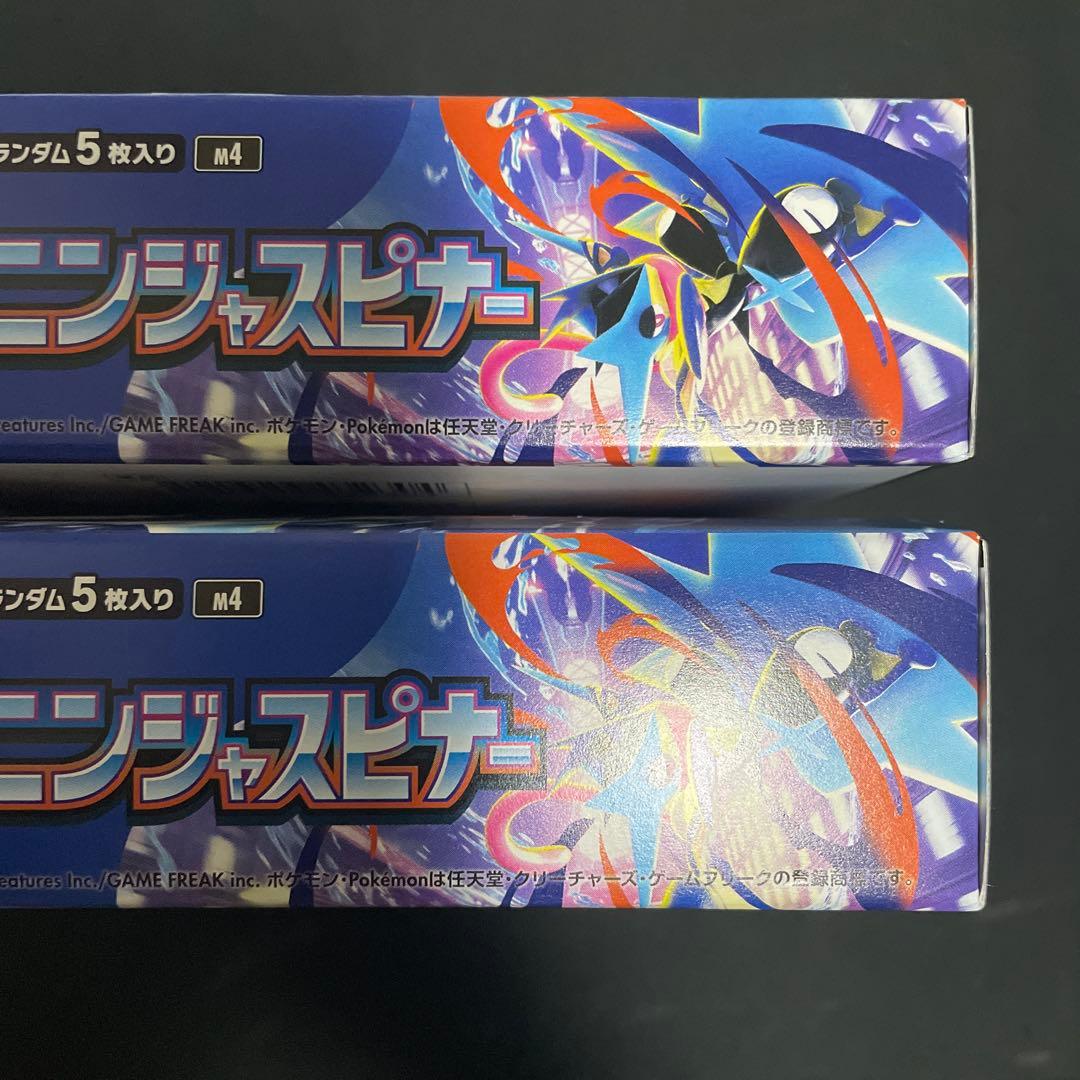 ランダム5枚入り M4
ニンジャスピナー
eatures Inc./GAME FREAK inc. ポケモン・Pokémonは任天堂・クリーチャーズ・ゲームフリークの登録商標です。
ランダム5枚入り M4
ニンジャスピナー
eatures Inc./GAME FREAK inc. ポケモン・Pokémonは任天堂・クリーチャーズ・ゲームフリークの登録商標です。